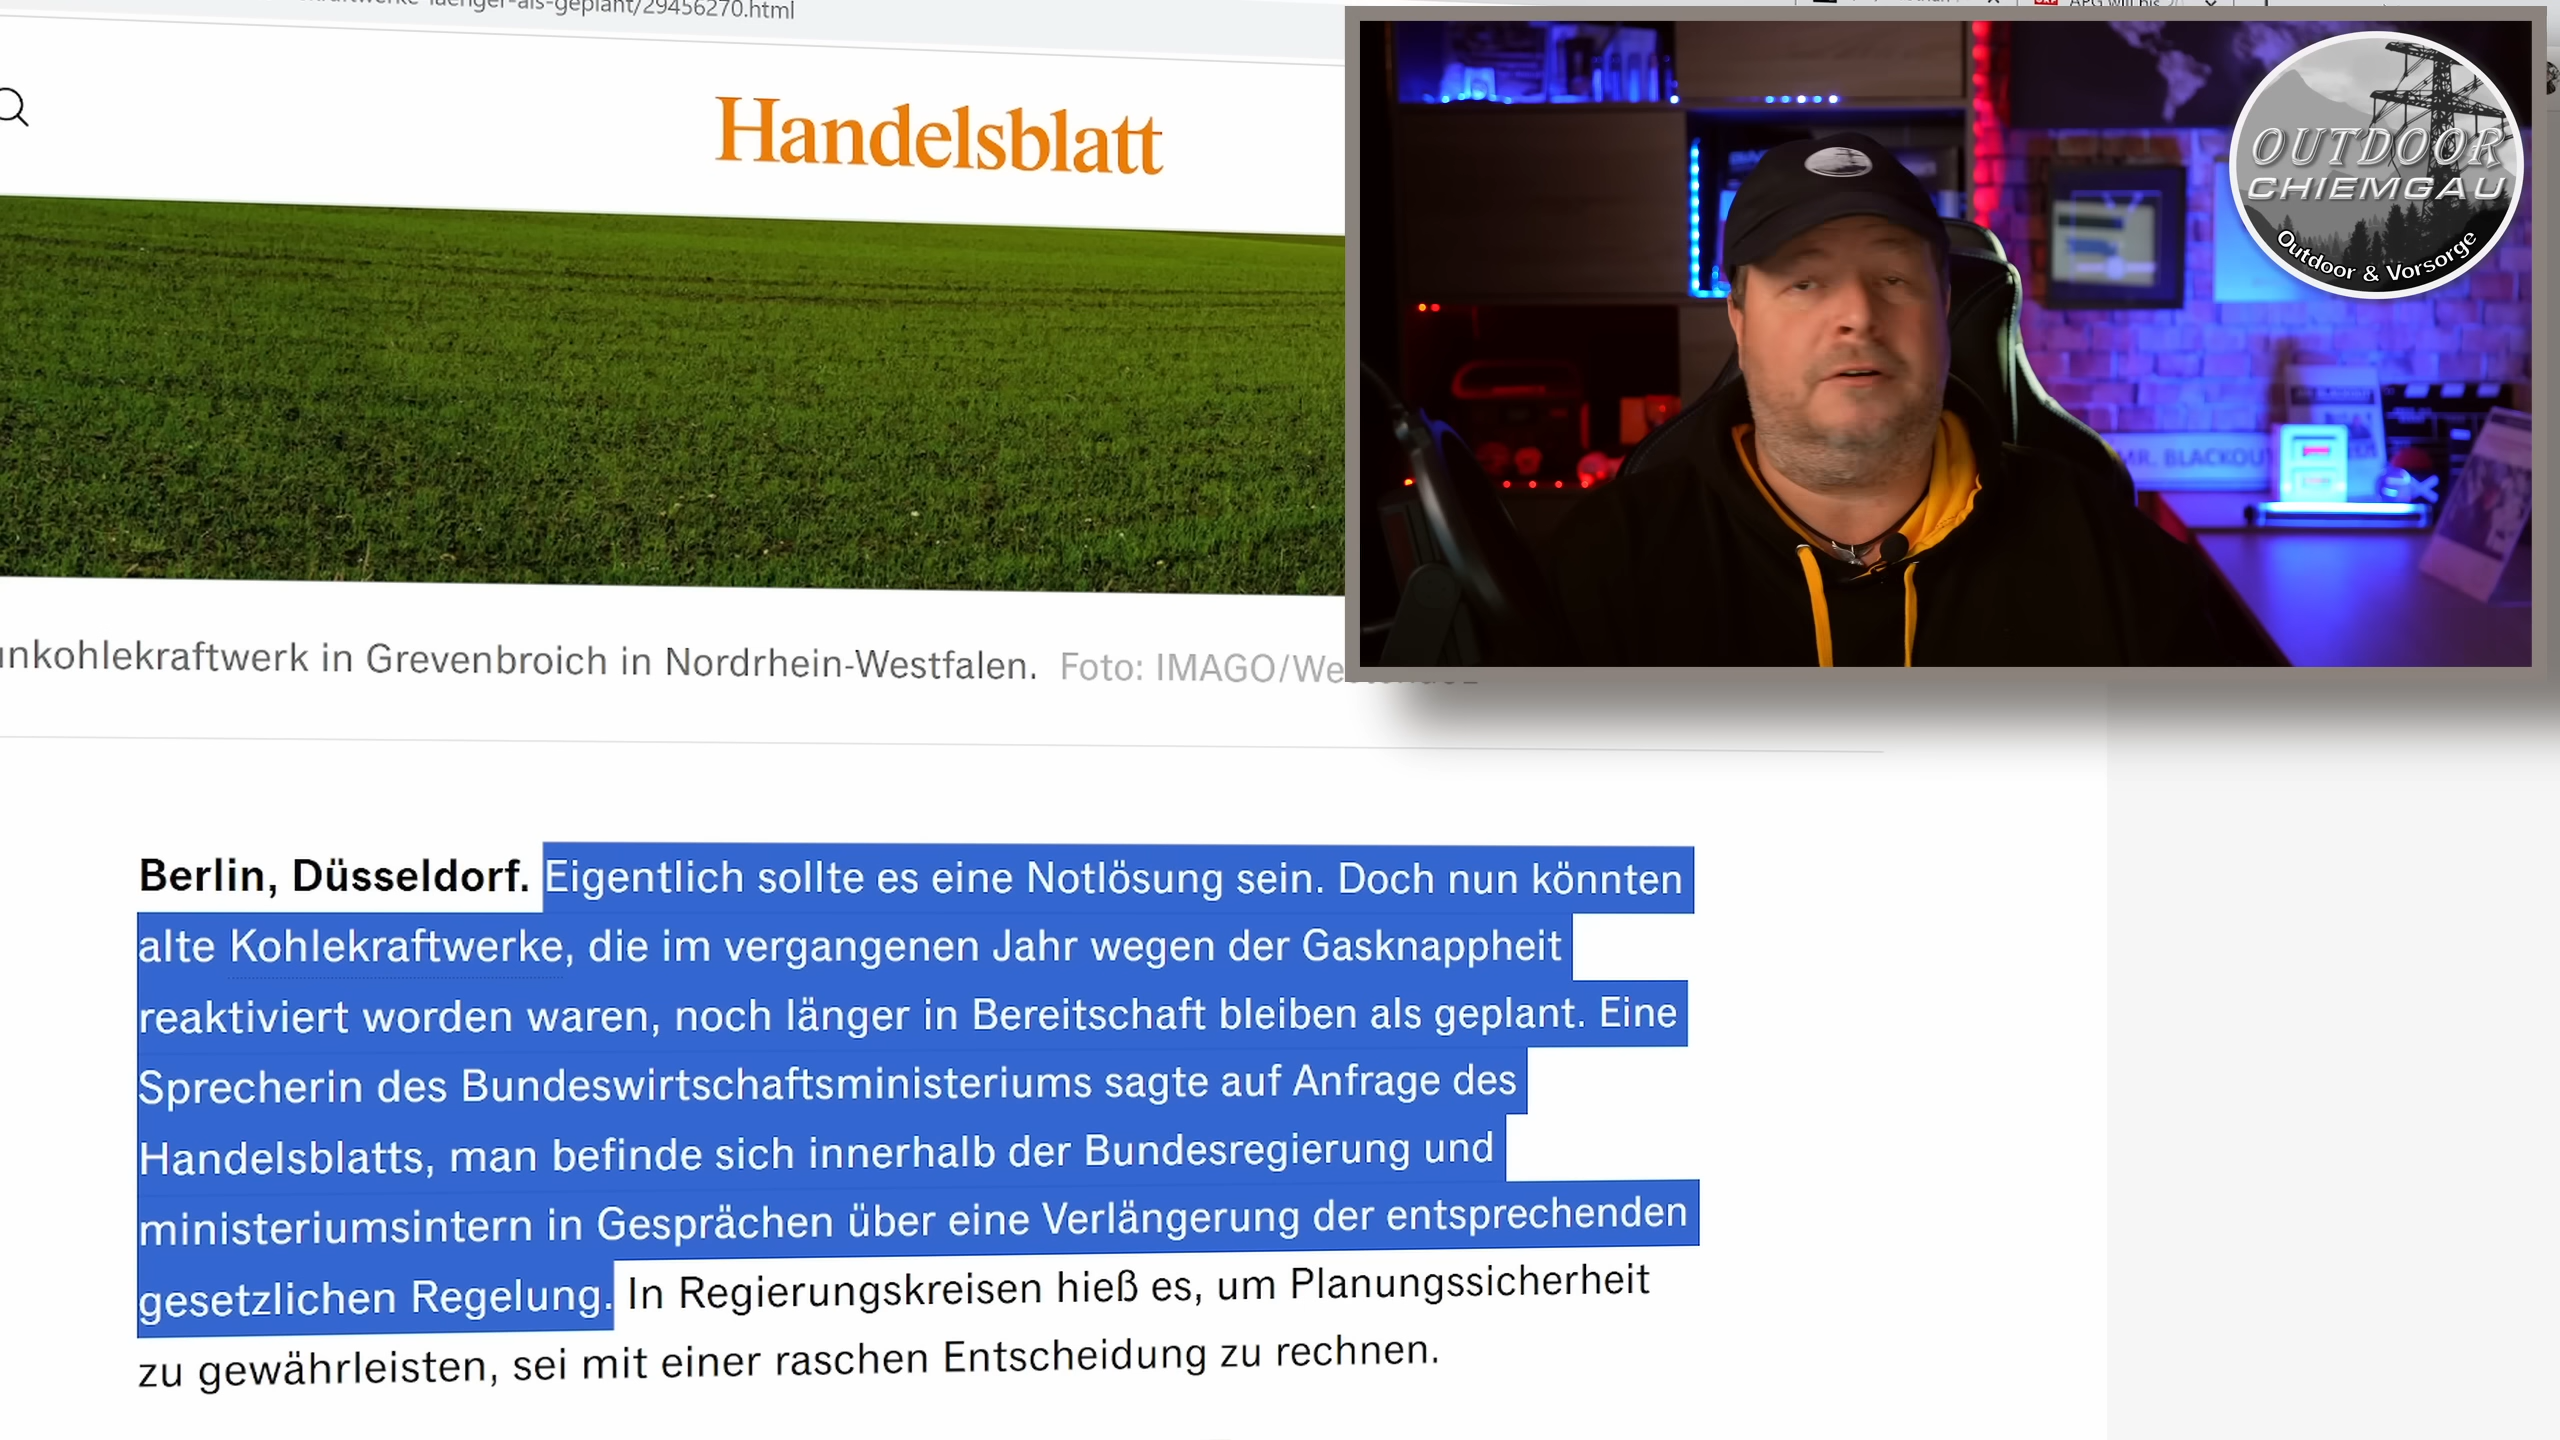 laenger-als-geplant/29456270.html
Handelsblatt
OUTDOOR
CHIEMGAU
Outdoor & Vorsorge
MR. BLACKOUT
in Grevenbroich in Nordrhein-Westfalen. Foto: IMAGO/
Berlin, Düsseldorf. Eigentlich sollte es eine Notlösung sein. Doch nun könnten
alte Kohlekraftwerke, die im vergangenen Jahr wegen der Gasknappheit
reaktiviert worden waren, noch länger in Bereitschaft bleiben als geplant. Eine
Sprecherin des Bundeswirtschaftsministeriums sagte auf Anfrage des
Handelsblatts, man befinde sich innerhalb der Bundesregierung und
ministeriumsintern in Gesprächen über eine Verlängerung der entsprechenden
gesetzlichen Regelung. In Regierungskreisen hieß es, um Planungssicherheit
zu gewährleisten, sei mit einer raschen Entscheidung zu rechnen.